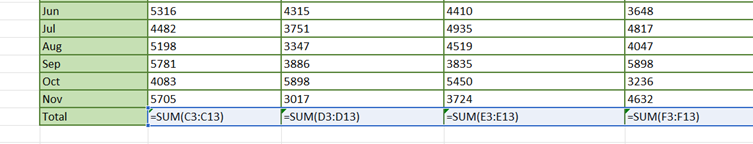 Jun 5316 4315 4410 3648
Jul 4482 3751 4935 4817
Aug 5198 3347 4519 4047
Sep 5781 3886 3835 5898
Oct 4083 5898 5450 3236
Nov 5705 3017 3724 4632
Total =SUM(C3:C13) =SUM(D3:D13) =SUM(E3:E13) =SUM(F3:F13)